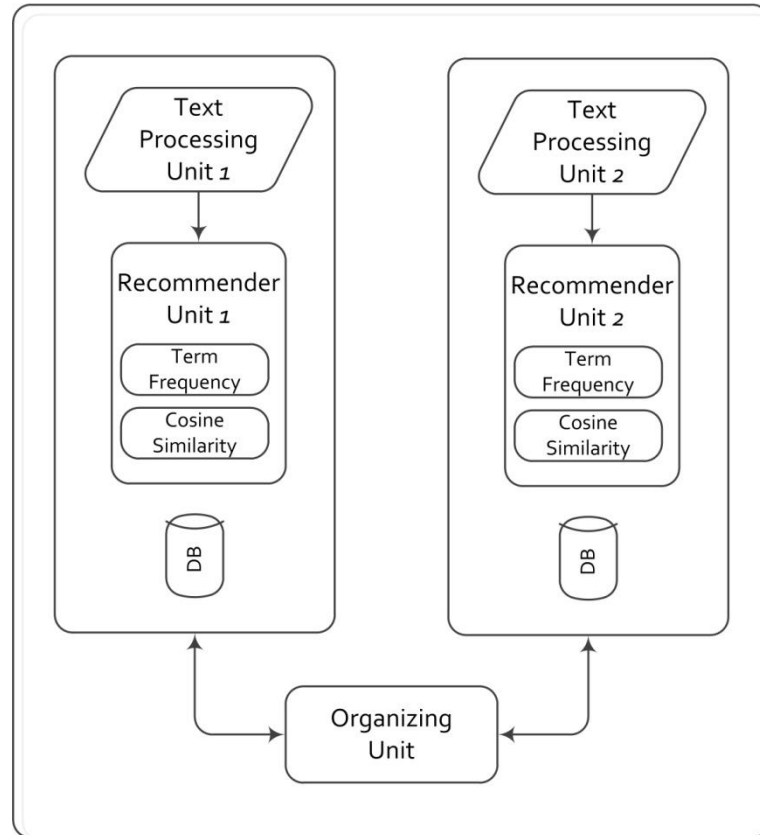 Text
Processing
Unit 1
Recommender
Unit 1
Term
Frequency
Cosine
Similarity
DB
Text
Processing
Unit 2
Recommender
Unit 2
Term
Frequency
Cosine
Similarity
DB
Organizing
Unit